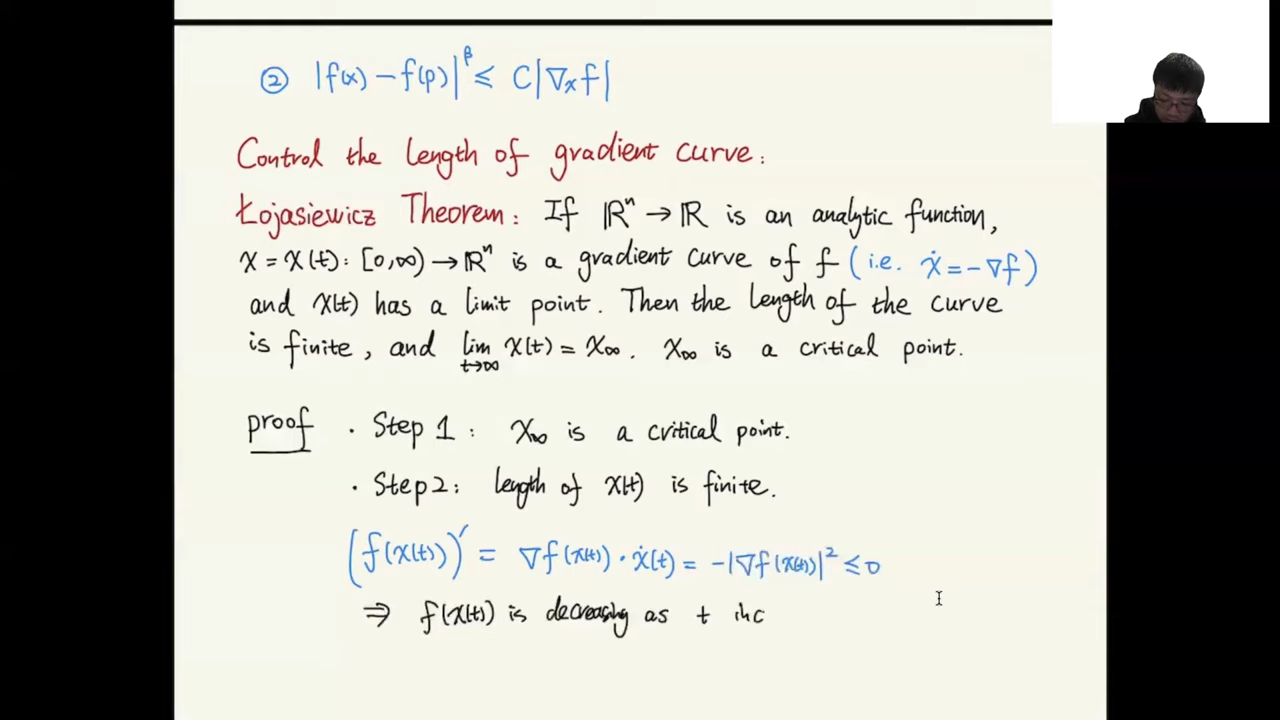 ② |f(x) − f(p)|^β ≤ C|∇ₓf|
Control the length of gradient curve:
Łojasiewicz Theorem: If ℝⁿ → ℝ is an analytic function,
x = x(t): [0,∞) → ℝⁿ is a gradient curve of f (i.e. ẋ = −∇f)
and x(t) has a limit point. Then the length of the curve
is finite, and lim_{t→∞} x(t) = x_∞. x_∞ is a critical point.
proof · Step 1: x_∞ is a critical point.
· Step 2: length of x(t) is finite.
(f(x(t)))′ = ∇f(x(t)) · ẋ(t) = −|∇f(x(t))|² ≤ 0
⇒ f(x(t)) is decreasing as t inc